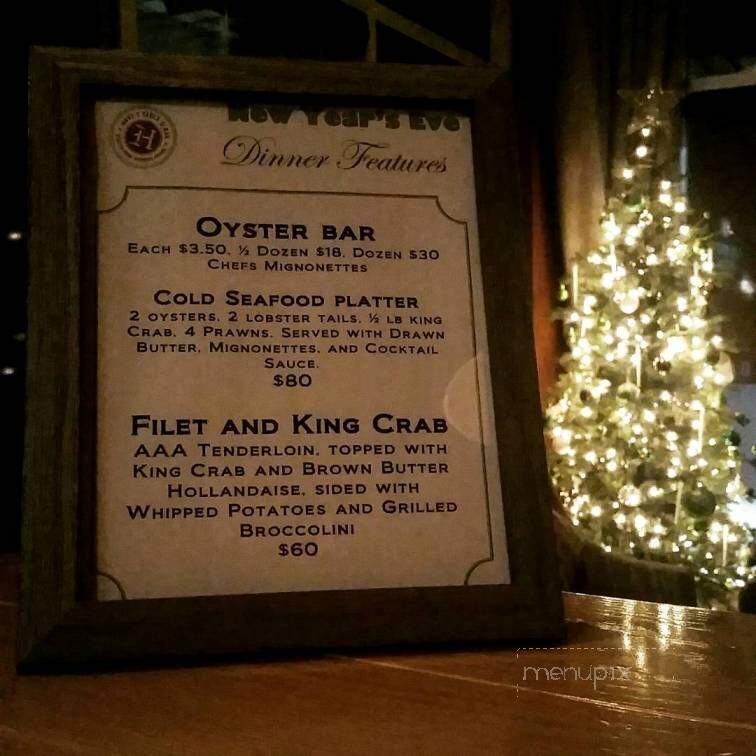 New Year's Eve
Dinner Features
H
Oyster bar
Each $3.50, ½ Dozen $18, Dozen $30
Chefs Mignonettes
Cold Seafood platter
2 oysters, 2 lobster tails, ½ lb king
Crab, 4 Prawns. Served with Drawn
Butter, Mignonettes, and Cocktail
Sauce.
$80
Filet and King Crab
AAA Tenderloin, topped with
King Crab and Brown Butter
Hollandaise, sided with
Whipped Potatoes and Grilled
Broccolini
$60
menupix